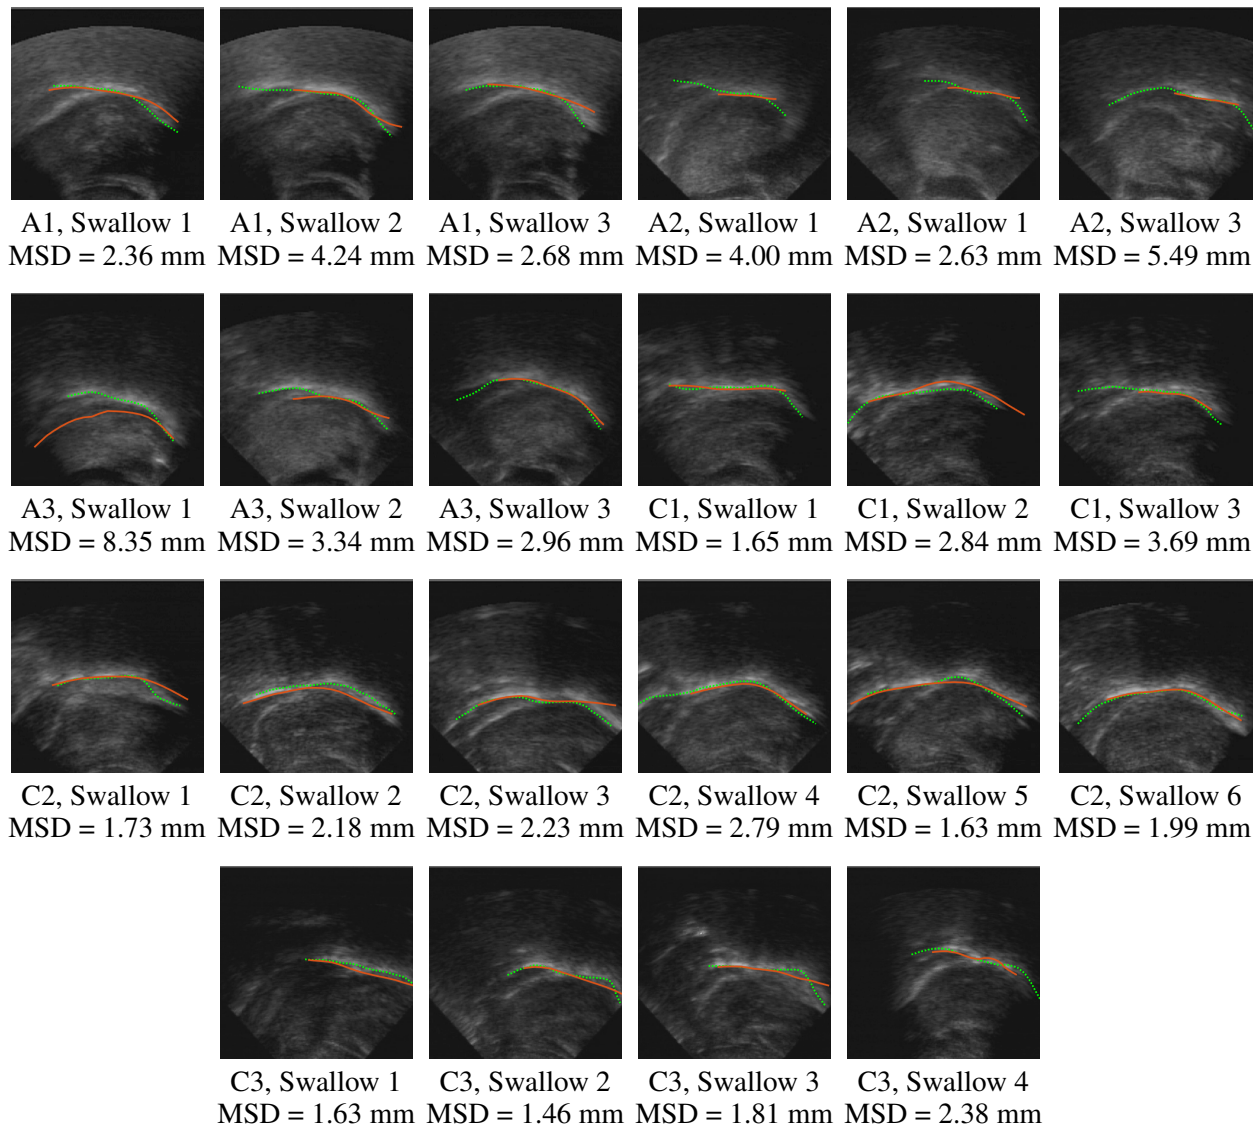 A1, Swallow 1
MSD = 2.36 mm
A1, Swallow 2
MSD = 4.24 mm
A1, Swallow 3
MSD = 2.68 mm
A2, Swallow 1
MSD = 4.00 mm
A2, Swallow 1
MSD = 2.63 mm
A2, Swallow 3
MSD = 5.49 mm
A3, Swallow 1
MSD = 8.35 mm
A3, Swallow 2
MSD = 3.34 mm
A3, Swallow 3
MSD = 2.96 mm
C1, Swallow 1
MSD = 1.65 mm
C1, Swallow 2
MSD = 2.84 mm
C1, Swallow 3
MSD = 3.69 mm
C2, Swallow 1
MSD = 1.73 mm
C2, Swallow 2
MSD = 2.18 mm
C2, Swallow 3
MSD = 2.23 mm
C2, Swallow 4
MSD = 2.79 mm
C2, Swallow 5
MSD = 1.63 mm
C2, Swallow 6
MSD = 1.99 mm
C3, Swallow 1
MSD = 1.63 mm
C3, Swallow 2
MSD = 1.46 mm
C3, Swallow 3
MSD = 1.81 mm
C3, Swallow 4
MSD = 2.38 mm